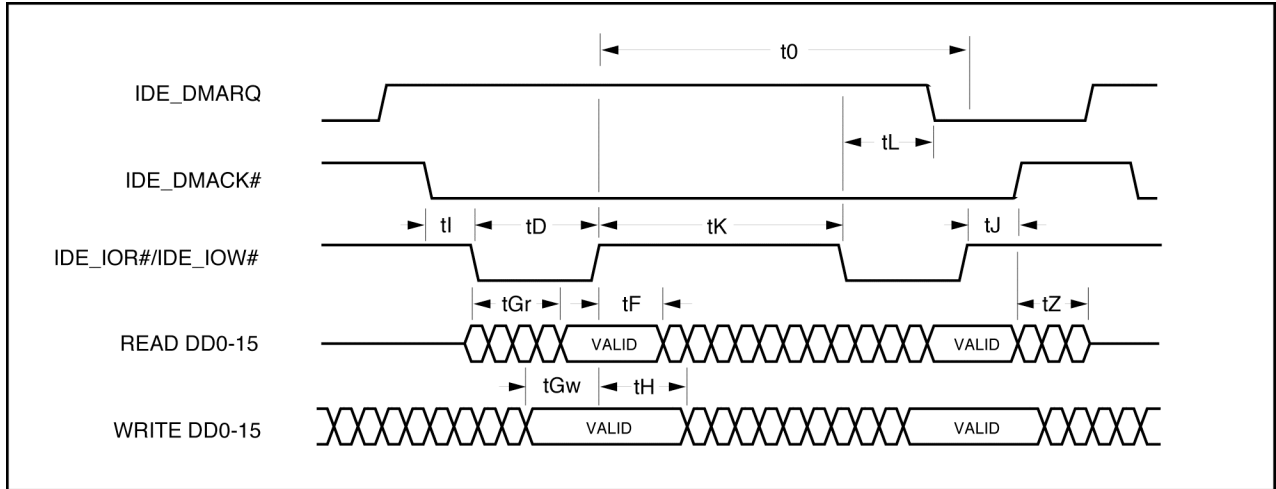 t0
IDE_DMARQ
tL
IDE_DMACK#
tI tD tK tJ
IDE_IOR#/IDE_IOW#
tGr tF tZ
READ DD0-15 VALID VALID
tGw tH
WRITE DD0-15 VALID VALID